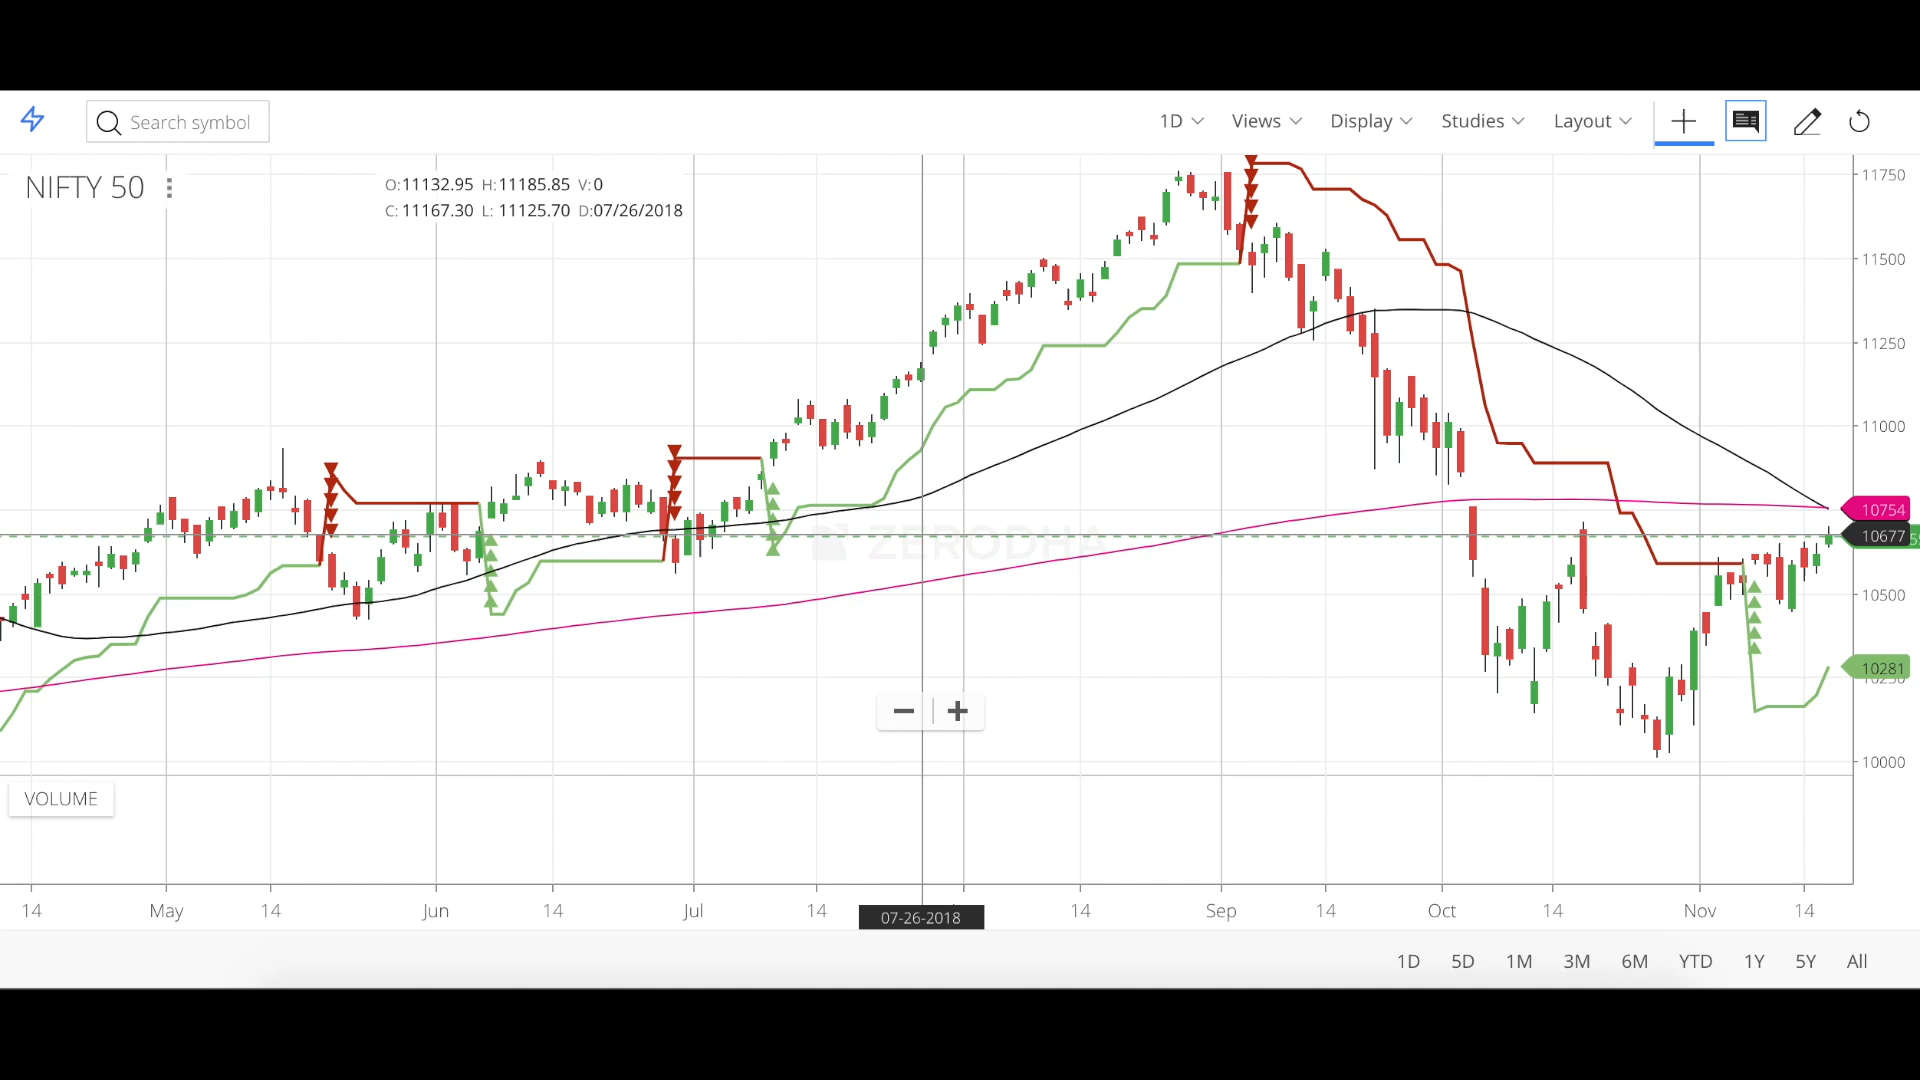 Search symbol
1D Views Display Studies Layout
NIFTY 50
O:11132.95 H:11185.85 V:0
C: 11167.30 L: 11125.70 D:07/26/2018
11750
11500
11250
11000
10754
10677
10500
10281
10250
10000
ZERODHA
VOLUME
14 May 14 Jun 14 Jul 14 14 Sep 14 Oct 14 Nov 14
07-26-2018
1D 5D 1M 3M 6M YTD 1Y 5Y All